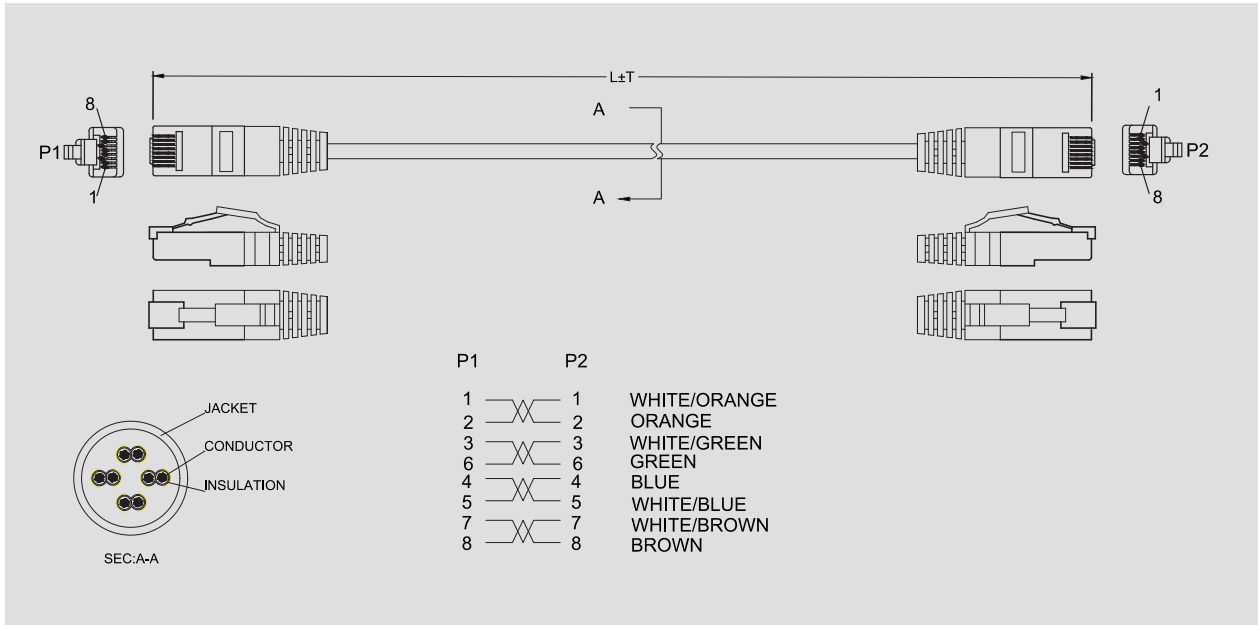 L±T
8
A
1
P1
P2
1
A
8
P1 P2
1 1 WHITE/ORANGE
2 2 ORANGE
3 3 WHITE/GREEN
6 6 GREEN
4 4 BLUE
5 5 WHITE/BLUE
7 7 WHITE/BROWN
8 8 BROWN
JACKET
CONDUCTOR
INSULATION
SEC:A-A